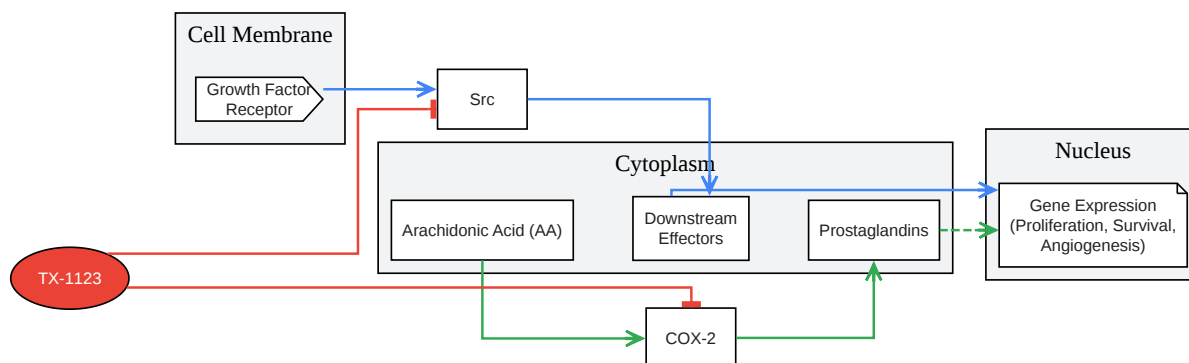 Cell Membrane
Growth Factor
Receptor
Src
Cytoplasm
Nucleus
Arachidonic Acid (AA)
Downstream
Effectors
Prostaglandins
Gene Expression
(Proliferation, Survival,
Angiogenesis)
TX-1123
COX-2